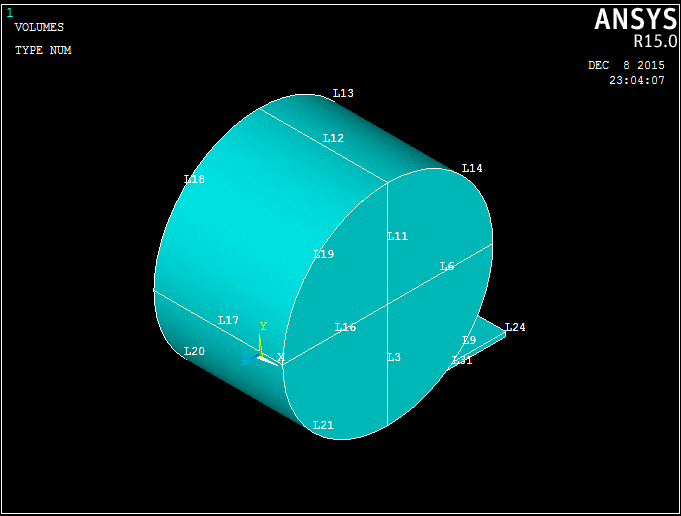 1
VOLUMES
TYPE NUM
ANSYS
R15.0
DEC 8 2015
23:04:07
L13
L12
L14
L18
L11
L19
L6
L17
L16
L24
L9
L20
L3
L31
L21
Y
X